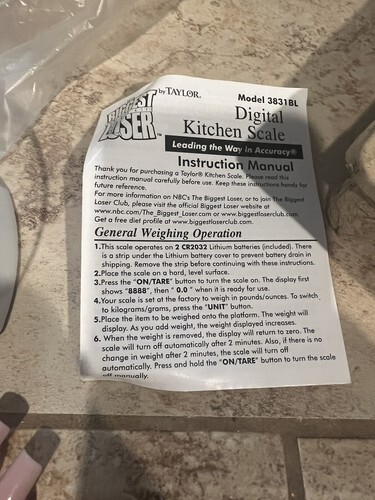 by TAYLOR.
Model 3831BL
BIGGEST
LOSER™
Digital
Kitchen Scale
Leading the Way in Accuracy®
Instruction Manual
Thank you for purchasing a Taylor® Kitchen Scale. Please read this
instruction manual carefully before use. Keep these instructions handy for
future reference.
For more information on NBC's The Biggest Loser, or to join The Biggest
Loser Club, please visit the official Biggest Loser website at
www.nbc.com/The_Biggest_Loser.com or www.biggestloserclub.com.
Get a free diet profile at www.biggestloserclub.com.
General Weighing Operation
1.This scale operates on 2 CR2032 Lithium batteries (included). There
is a strip under the Lithium battery cover to prevent battery drain in
shipping. Remove the strip before continuing with these instructions.
2.Place the scale on a hard, level surface.
3.Press the "ON/TARE" button to turn the scale on. The display first
shows "8888", then " 0.0 " when it is ready for use.
4.Your scale is set at the factory to weigh in pounds/ounces. To switch
to kilograms/grams, press the "UNIT" button.
5.Place the item to be weighed onto the platform. The weight will
display. As you add weight, the weight displayed increases.
6. When the weight is removed, the display will return to zero. The
scale will turn off automatically after 2 minutes. Also, if there is no
change in weight after 2 minutes, the scale will turn off
automatically. Press and hold the "ON/TARE" button to turn the scale
off manually.